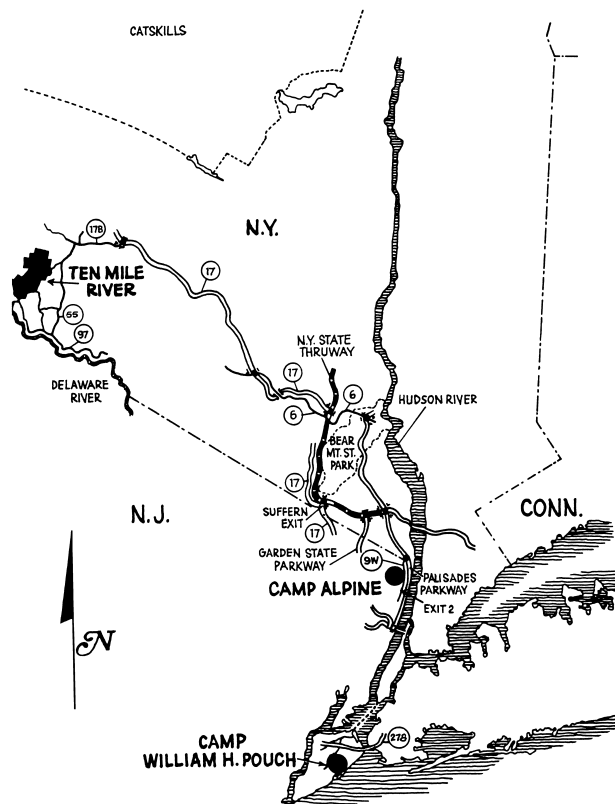 CATSKILLS
N.Y.
17B
TEN MILE
RIVER
17
55
97
DELAWARE
RIVER
N.Y. STATE
THRUWAY
17
6
6
HUDSON RIVER
BEAR
MT. ST.
PARK
17
N.J.
SUFFERN
EXIT
17
GARDEN STATE
PARKWAY
CONN.
9W
CAMP ALPINE
PALISADES
PARKWAY
EXIT 2
N
CAMP
WILLIAM H. POUCH
278